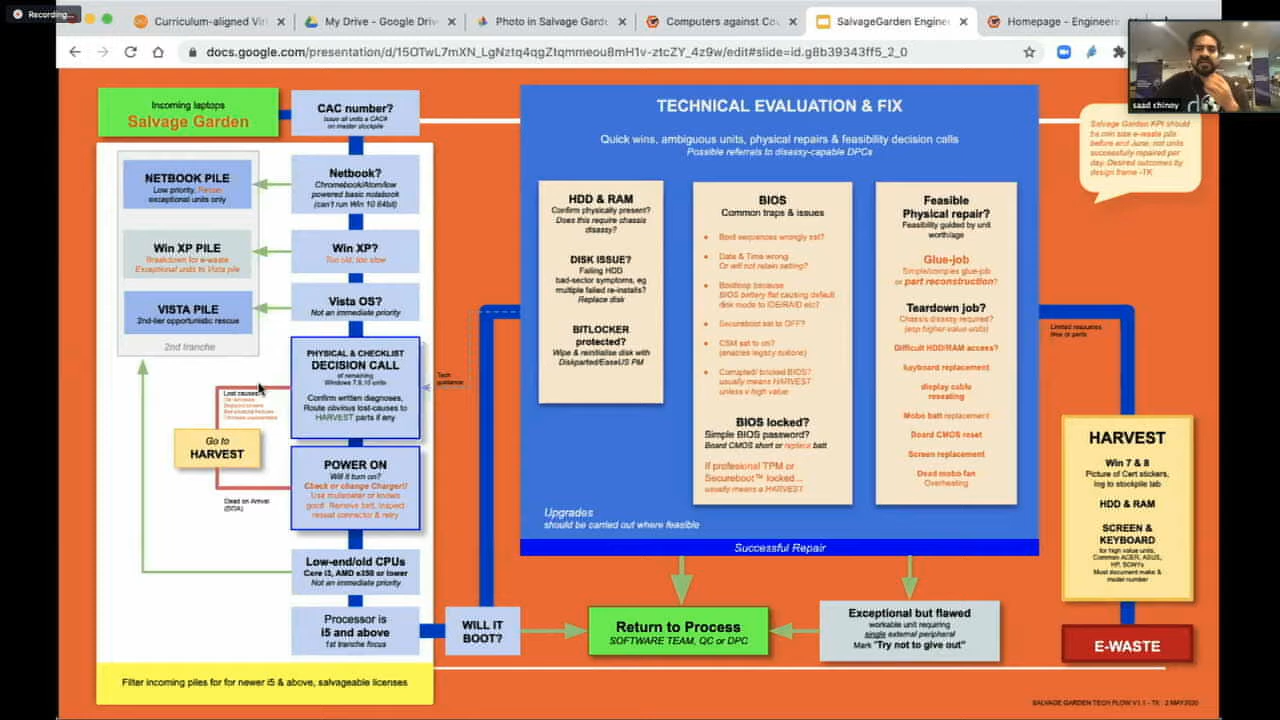 Recording...
Curriculum-aligned Vir
My Drive - Google Driv
Photo in Salvage Garde
Computers against Cov
SalvageGarden Engine
Homepage - Engineeri
docs.google.com/presentation/d/15OTwL7mXN_LgNztq4qgZtqmmeou8mH1v-ztcZY_4z9w/edit#slide=id.g8b39343ff5_2_0
saad chinoy
Incoming laptops
Salvage Garden
CAC number?
Issue all units a CAC#
on master stockpile
NETBOOK PILE
Low priority, Rescue
exceptional units only
Netbook?
Chromebook/Atom/low
powered basic notebook
(can't run Win 10 64bit)
Win XP PILE
Breakdown for e-waste
Exceptional units to Vista pile
Win XP?
Too old, too slow
VISTA PILE
2nd-tier opportunistic rescue
2nd tranche
Vista OS?
Not an immediate priority
PHYSICAL & CHECKLIST
DECISION CALL
of remaining
Windows 7,8,10 units
Confirm written diagnoses,
Route obvious lost-causes to
HARVEST parts if any
Tech
guidance
Lost causes
Go to
HARVEST
Dead on Arrival
(DOA)
POWER ON
Will it turn on?
Check or change Charger!!
Use multimeter or known
good. Remove batt, inspect
reseat connector & retry
Low-end/old CPUs
Core i3, AMD e350 or lower
Not an immediate priority
Processor is
i5 and above
1st tranche focus
WILL IT
BOOT?
Filter incoming piles for for newer i5 & above, salvageable licenses
TECHNICAL EVALUATION & FIX
Quick wins, ambiguous units, physical repairs & feasibility decision calls
Possible referrals to disassy-capable DPCs
HDD & RAM
Confirm physically present?
Does this require chassis
disassy?
DISK ISSUE?
Failing HDD
bad-sector symptoms, eg
multiple failed re-installs?
Replace disk
BITLOCKER
protected?
Wipe & reinitialise disk with
Diskparted/EaseUS PM
BIOS
Common traps & issues
Boot sequences wrongly set?
Date & Time wrong
Or will not retain setting?
Bootloop because
BIOS battery flat causing default
disk mode to IDE/RAID etc?
Secureboot set to OFF?
CSM set to on?
(enables legacy options)
Corrupted/ bricked BIOS?
usually means HARVEST
unless v high value
BIOS locked?
Simple BIOS password?
Board CMOS short or replace batt
If profesional TPM or
Secureboot™ locked...
usually means a HARVEST
Feasible
Physical repair?
Feasibility guided by unit
worth/age
Glue-job
Simple/complex glue-job
or part reconstruction?
Teardown job?
Chassis disassy required?
(esp higher value units)
Difficult HDD/RAM access?
keyboard replacement
display cable
reseating
Mobo batt replacement
Board CMOS reset
Screen replacement
Dead mobo fan
Overheating
Upgrades
should be carried out where feasible
Successful Repair
Return to Process
SOFTWARE TEAM, QC or DPC
Exceptional but flawed
workable unit requiring
single external peripheral
Mark "Try not to give out"
Salvage Garden KPI should
be min size e-waste pile
before end June, not units
successfully repaired per
day. Desired outcomes by
design frame -TK
Limited resources
time or parts
HARVEST
Win 7 & 8
Picture of Cert stickers,
log to stockpile lab
HDD & RAM
SCREEN &
KEYBOARD
for high value units,
Common ACER, ASUS,
HP, SONYs
Must document make &
model number
E-WASTE
SALVAGE GARDEN TECH FLOW V1.1 - TK 2 MAY2020